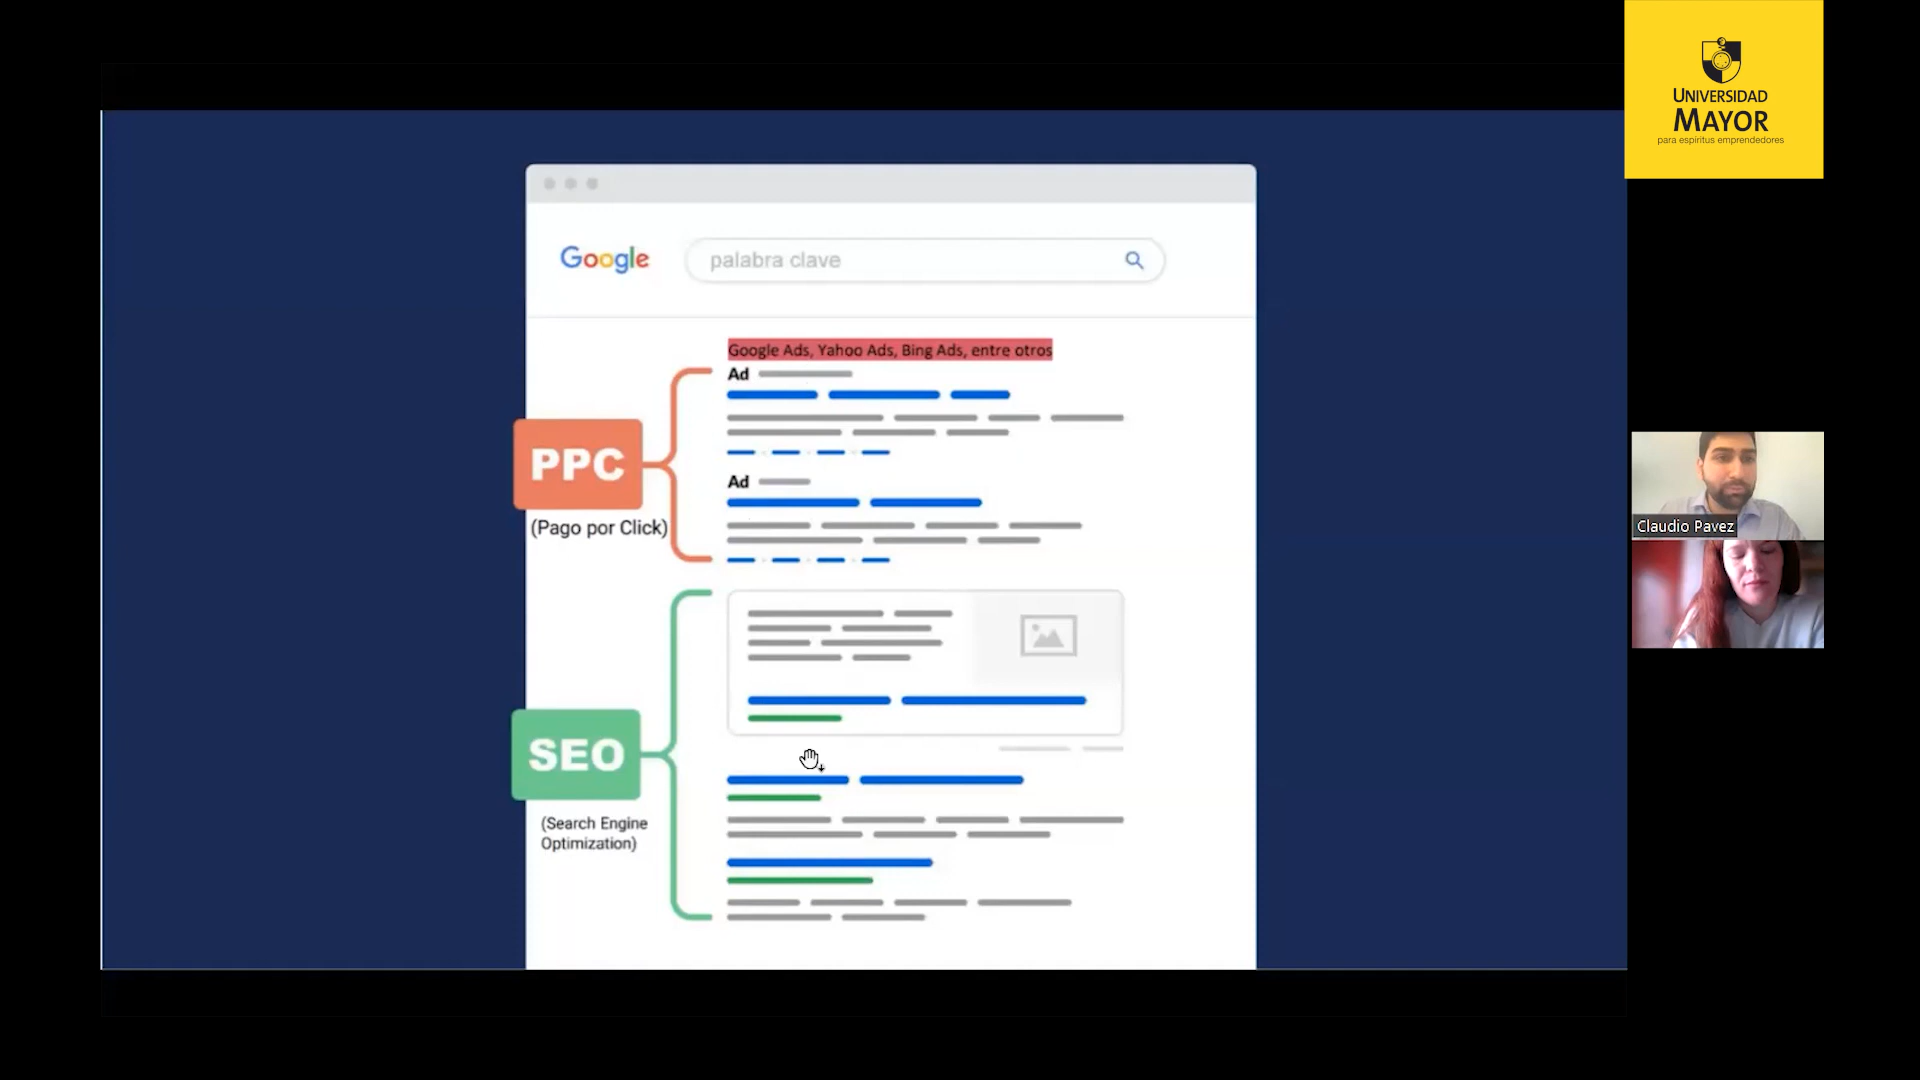 UNIVERSIDAD
MAYOR
para espíritus emprendedores
Google
palabra clave
Google Ads, Yahoo Ads, Bing Ads, entre otros
Ad
PPC
(Pago por Click)
Ad
SEO
(Search Engine
Optimization)
Claudio Pavez